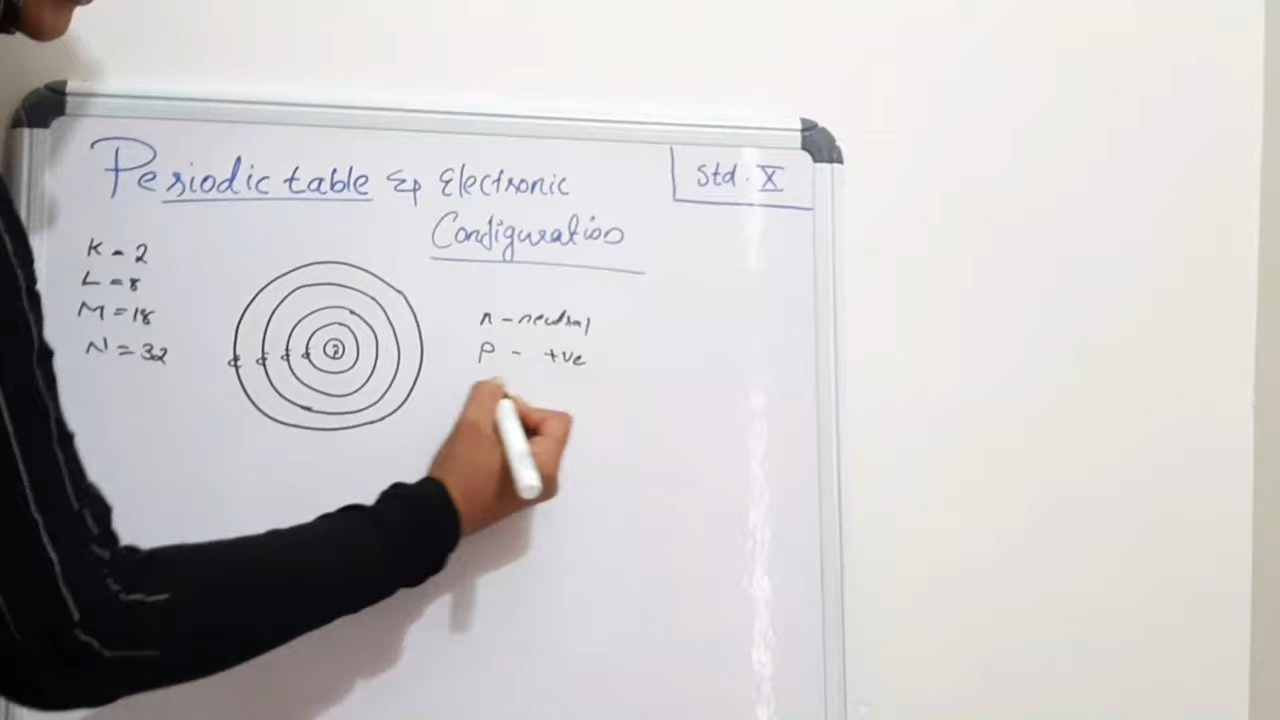 Periodic table & Electronic
Configuration
Std. X
K = 2
L = 8
M = 18
N = 32
n - neutral
P - +ve